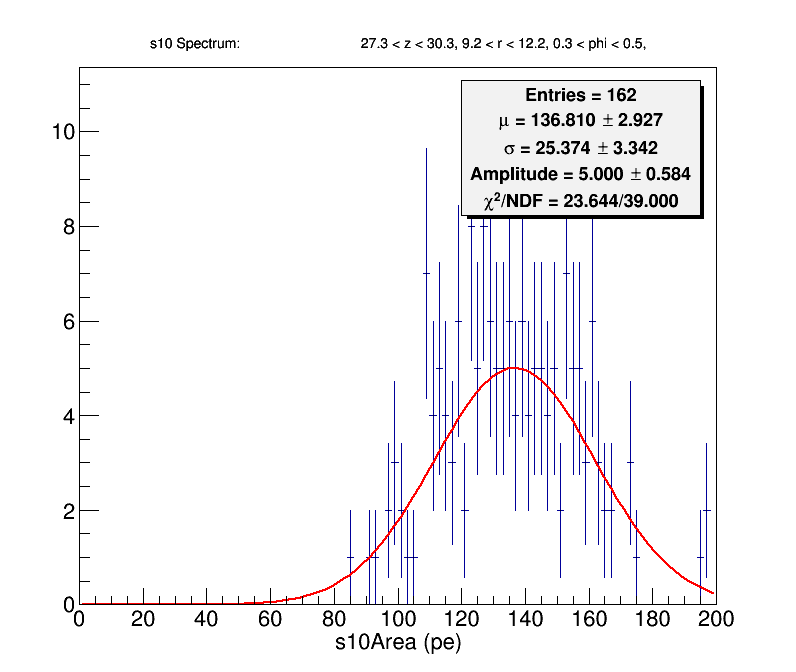 s10 Spectrum: 27.3 < z < 30.3, 9.2 < r < 12.2, 0.3 < phi < 0.5,
Entries = 162
μ = 136.810 ± 2.927
σ = 25.374 ± 3.342
Amplitude = 5.000 ± 0.584
χ²/NDF = 23.644/39.000
10
8
6
4
2
0
0 20 40 60 80 100 120 140 160 180 200
s10Area (pe)